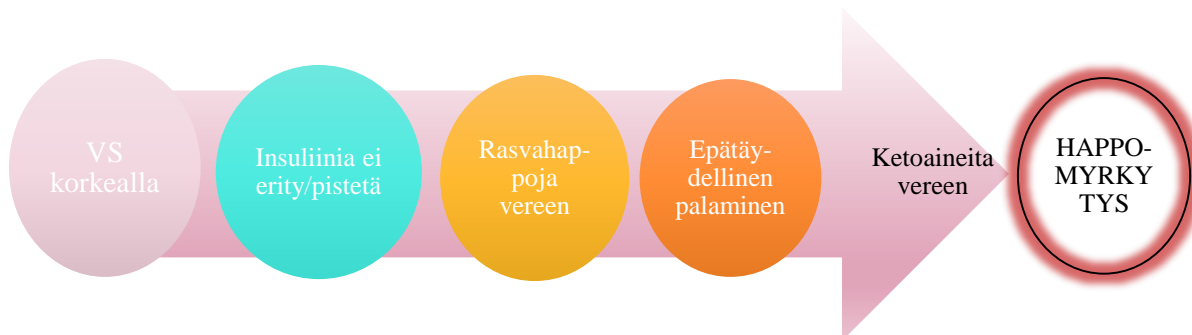 VS
korkealla
Insuliinia ei
erity/pistetä
Rasvahap-
poja
vereen
Epätäy-
dellinen
palaminen
Ketoaineita
vereen
HAPPO-
MYRKY
TYS